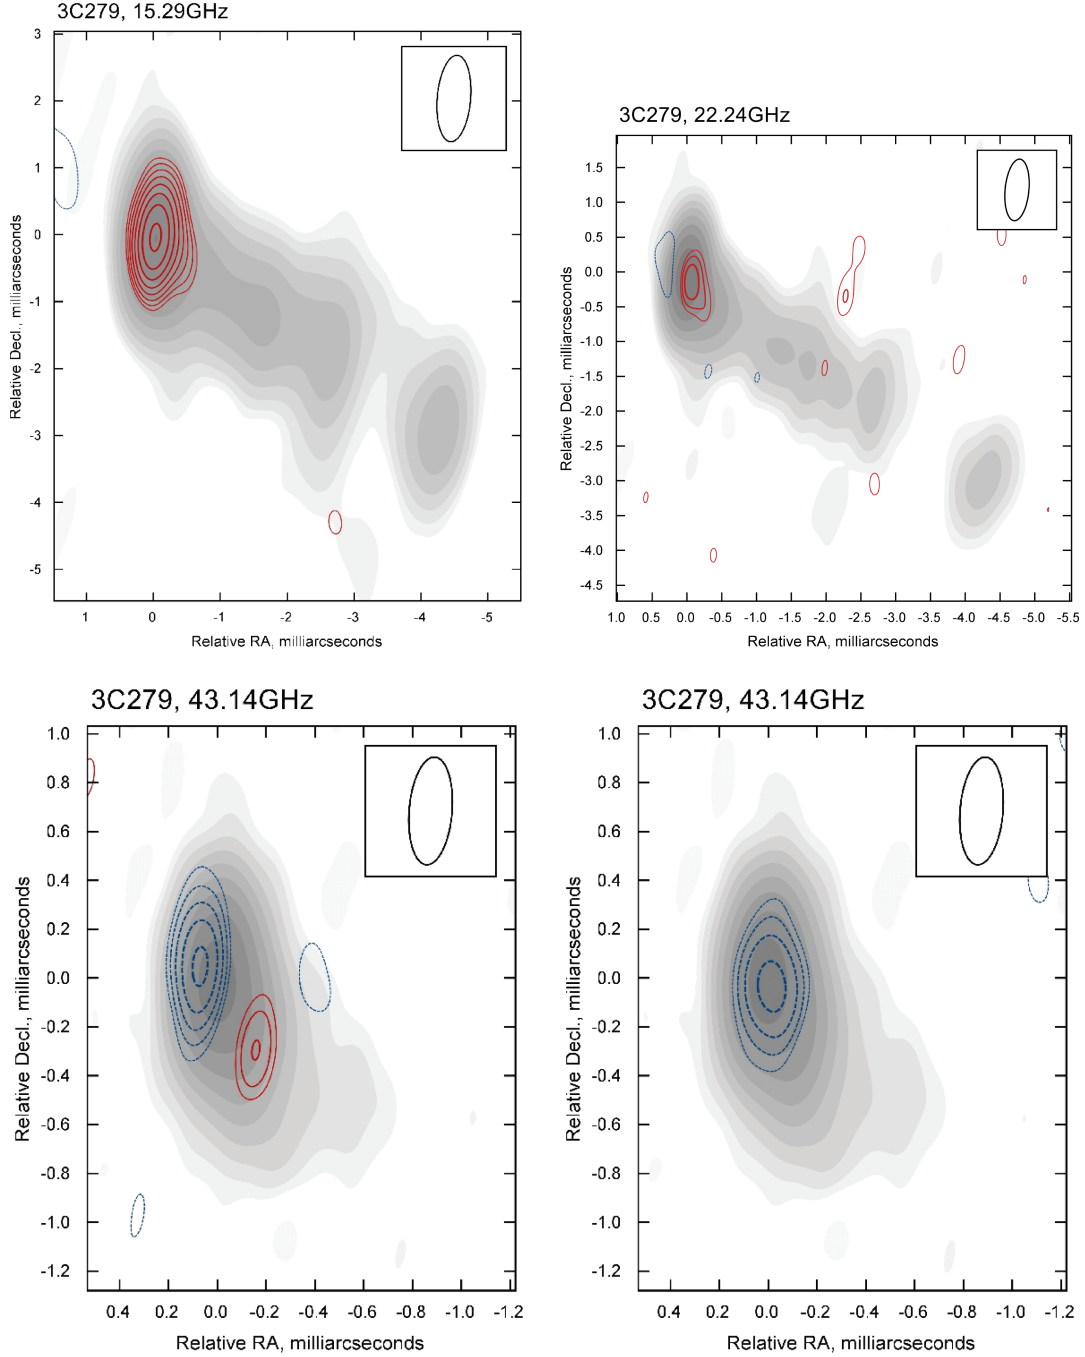 3C279, 15.29GHz
3
2
1
0
-1
-2
-3
-4
-5
Relative Decl., milliarcseconds
1 0 -1 -2 -3 -4 -5
Relative RA, milliarcseconds
3C279, 22.24GHz
1.5
1.0
0.5
0.0
-0.5
-1.0
-1.5
-2.0
-2.5
-3.0
-3.5
-4.0
-4.5
Relative Decl., milliarcseconds
1.0 0.5 0.0 -0.5 -1.0 -1.5 -2.0 -2.5 -3.0 -3.5 -4.0 -4.5 -5.0 -5.5
Relative RA, milliarcseconds
3C279, 43.14GHz
1.0
0.8
0.6
0.4
0.2
0.0
-0.2
-0.4
-0.6
-0.8
-1.0
-1.2
Relative Decl., milliarcseconds
0.4 0.2 0.0 -0.2 -0.4 -0.6 -0.8 -1.0 -1.2
Relative RA, milliarcseconds
3C279, 43.14GHz
1.0
0.8
0.6
0.4
0.2
0.0
-0.2
-0.4
-0.6
-0.8
-1.0
-1.2
Relative Decl., milliarcseconds
0.4 0.2 0.0 -0.2 -0.4 -0.6 -0.8 -1.0 -1.2
Relative RA, milliarcseconds